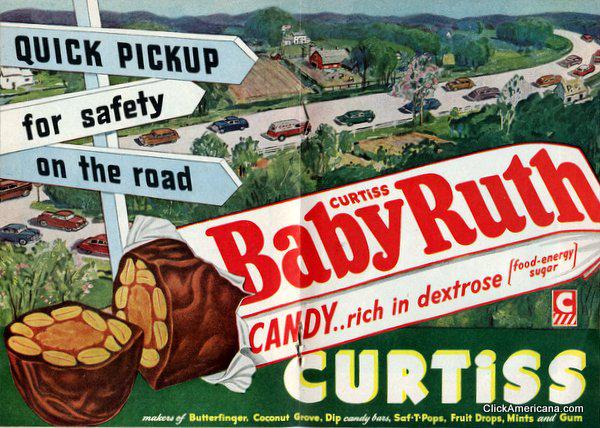 QUICK PICKUP
for safety
on the road
CURTISS
Baby Ruth
CANDY..rich in dextrose (food-energy sugar)
C
CURTISS
makers of Butterfinger, Coconut Grove, Dip candy bars, Saf-T-Pops, Fruit Drops, Mints and Gum
ClickAmericana.com